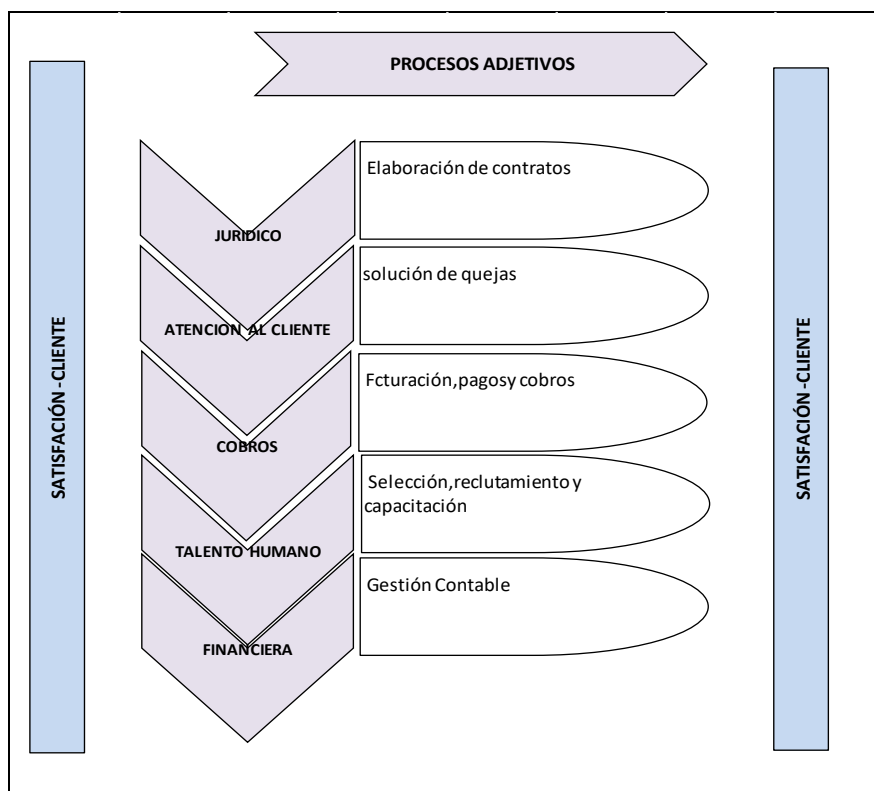 PROCESOS ADJETIVOS
SATISFACIÓN -CLIENTE
JURIDICO
Elaboración de contratos
ATENCION AL CLIENTE
solución de quejas
COBROS
Fcturación,pagosy cobros
TALENTO HUMANO
Selección,reclutamiento y
capacitación
FINANCIERA
Gestión Contable
SATISFACIÓN -CLIENTE